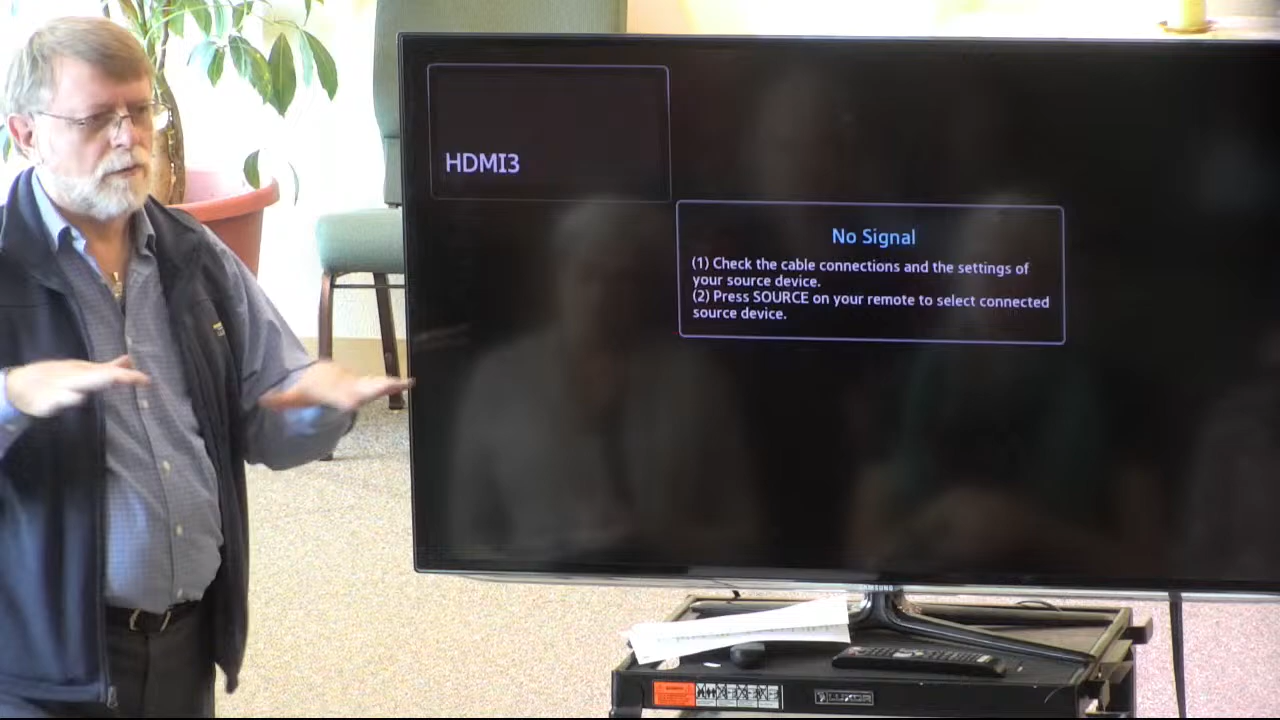 HDMI3
No Signal
(1) Check the cable connections and the settings of
your source device.
(2) Press SOURCE on your remote to select connected
source device.
LUXOR